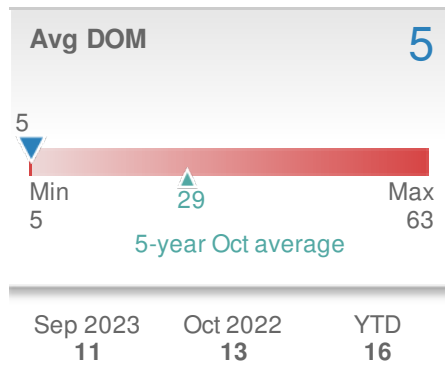 Avg DOM 5
5
Min Max
5 29 63
5-year Oct average
Sep 2023 Oct 2022 YTD
11 13 16